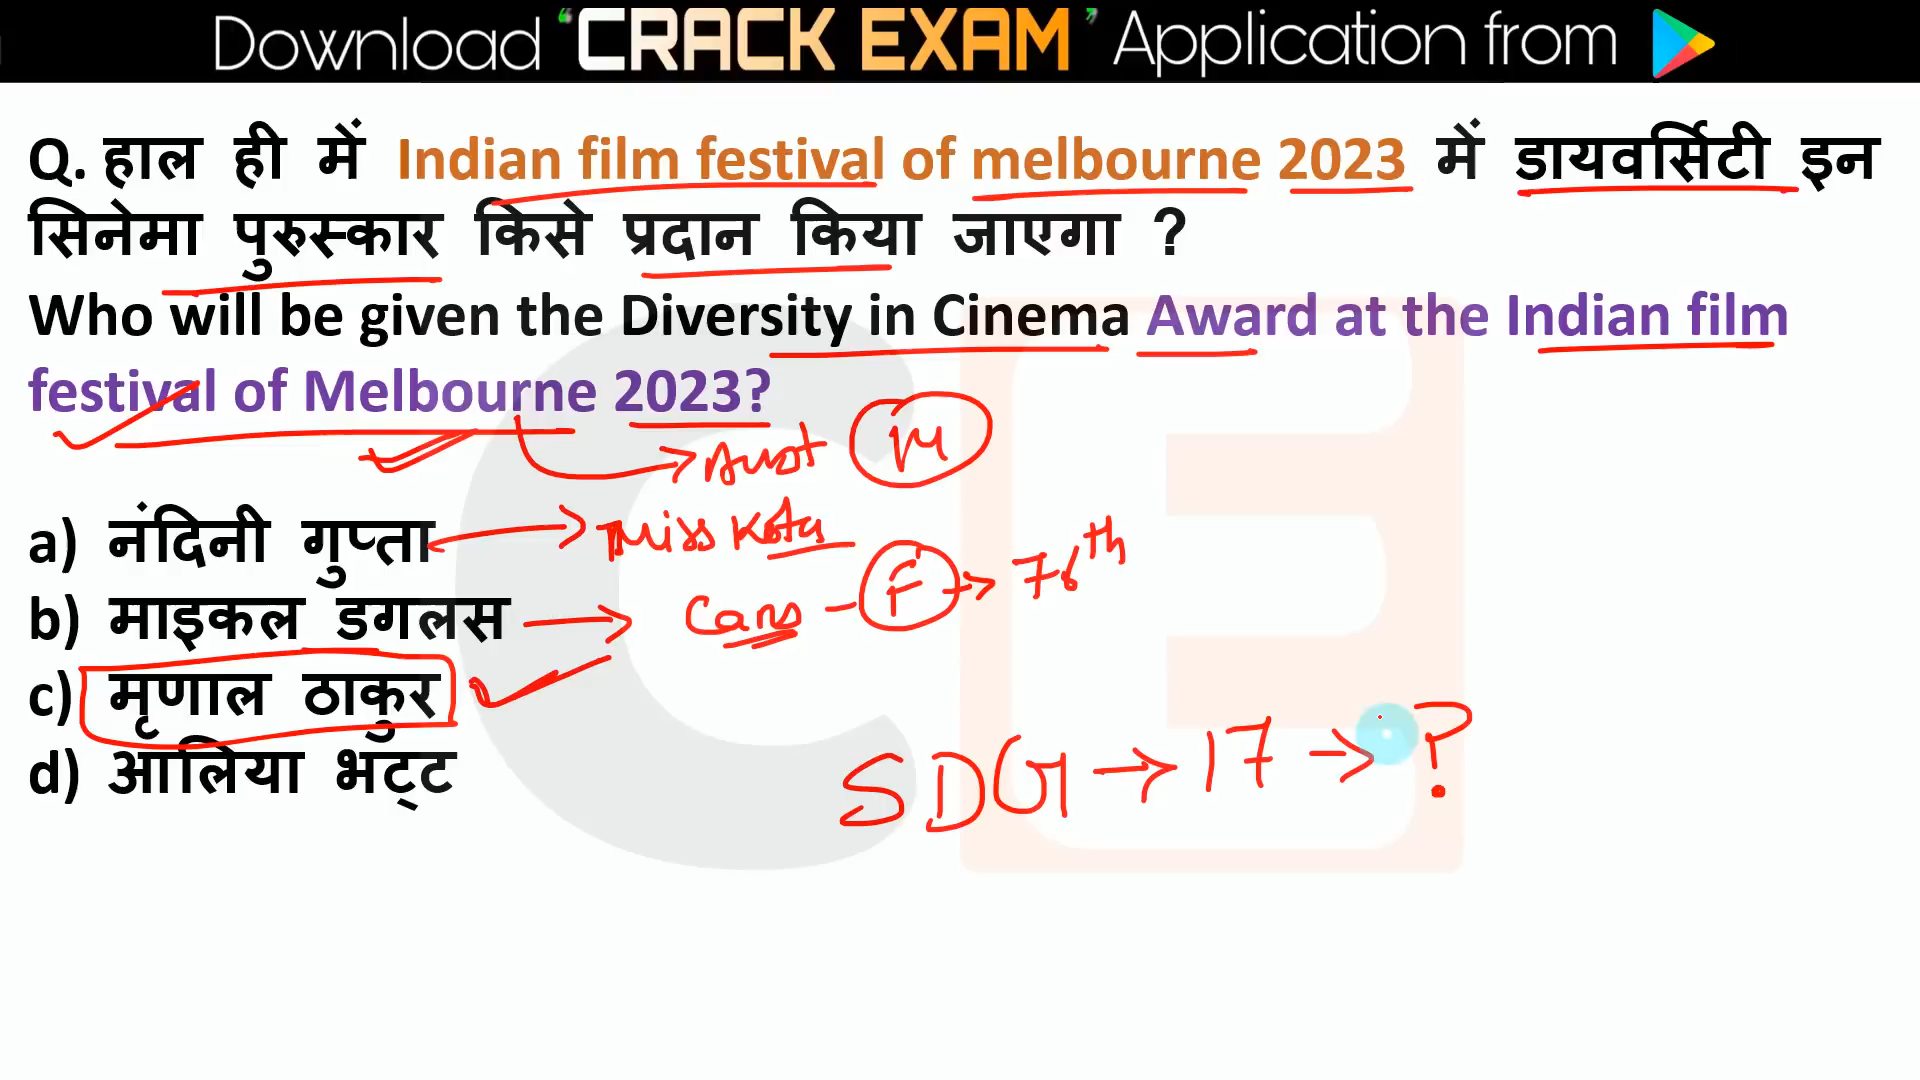 Download ‘CRACK EXAM’ Application from
Q. हाल ही में Indian film festival of melbourne 2023 में डायवर्सिटी इन
सिनेमा पुरुस्कार किसे प्रदान किया जाएगा ?
Who will be given the Diversity in Cinema Award at the Indian film
festival of Melbourne 2023?
Aust M
a) नंदिनी गुप्ता Miss Kota
b) माइकल डगलस Cans F 76th
c) मृणाल ठाकुर
d) आलिया भट्ट
SDG → 17 → ?
CE